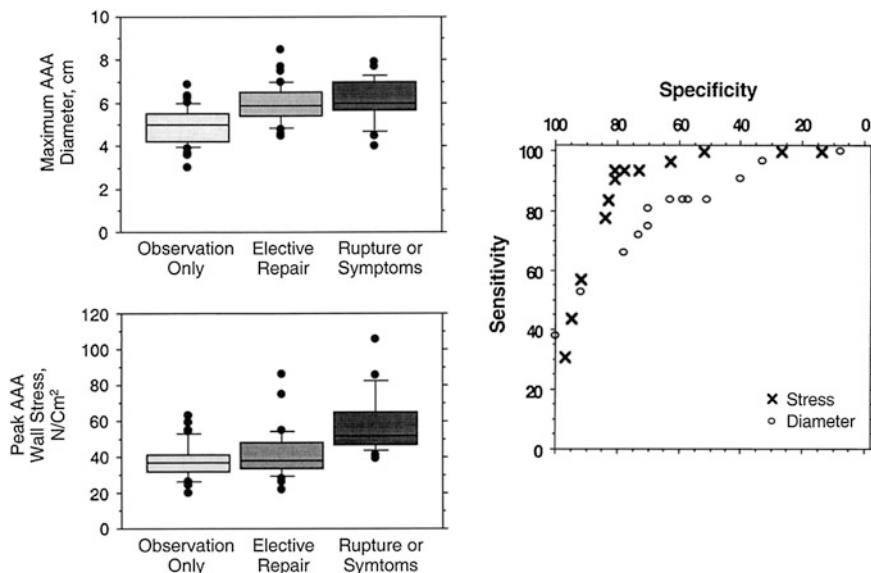 10
8
6
4
2
0
Maximum AAA
Diameter, cm
Observation
Only
Elective
Repair
Rupture or
Symptoms
120
100
80
60
40
20
0
Peak AAA
Wall Stress,
N/Cm²
Observation
Only
Elective
Repair
Rupture or
Symtoms
Specificity
100 80 60 40 20 0
100
80
60
40
20
0
Sensitivity
Stress
Diameter